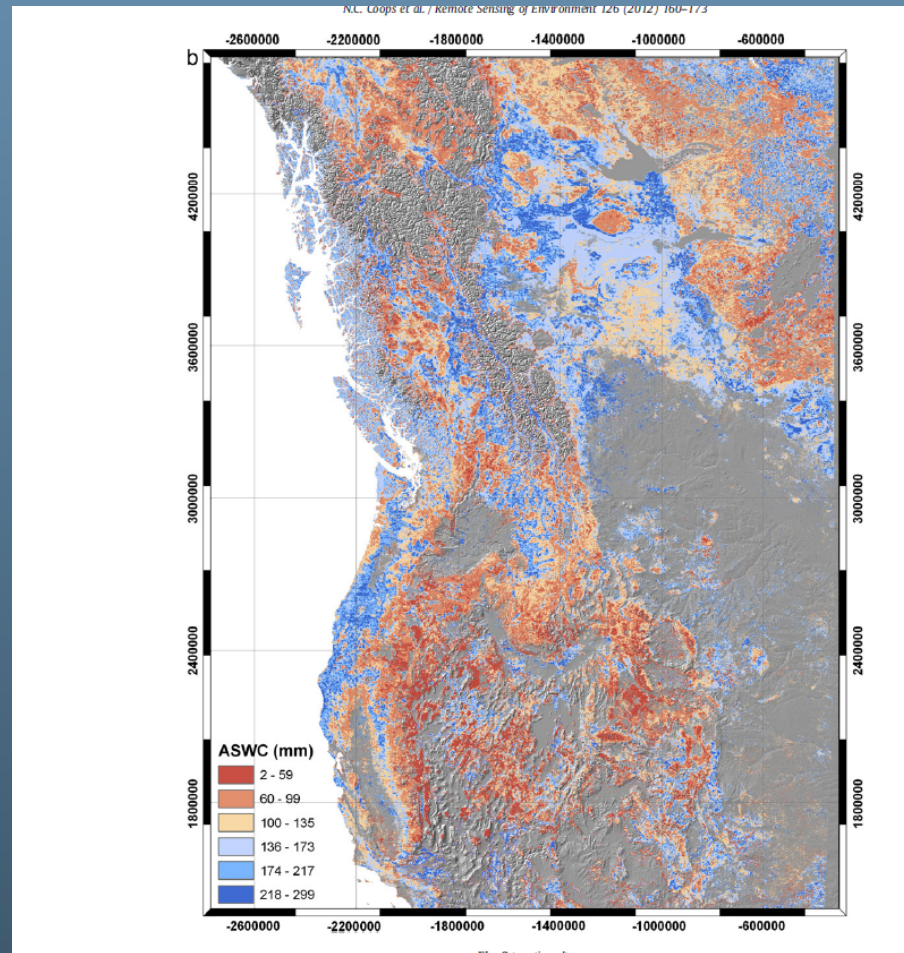 N.C. Coops et al. / Remote Sensing of Environment 126 (2012) 160–173
-2600000 -2200000 -1800000 -1400000 -1000000 -600000
b
4200000 4200000
3600000 3600000
3000000 3000000
2400000 2400000
1800000 1800000
ASWC (mm)
2 - 59
60 - 99
100 - 135
136 - 173
174 - 217
218 - 299
-2600000 -2200000 -1800000 -1400000 -1000000 -600000